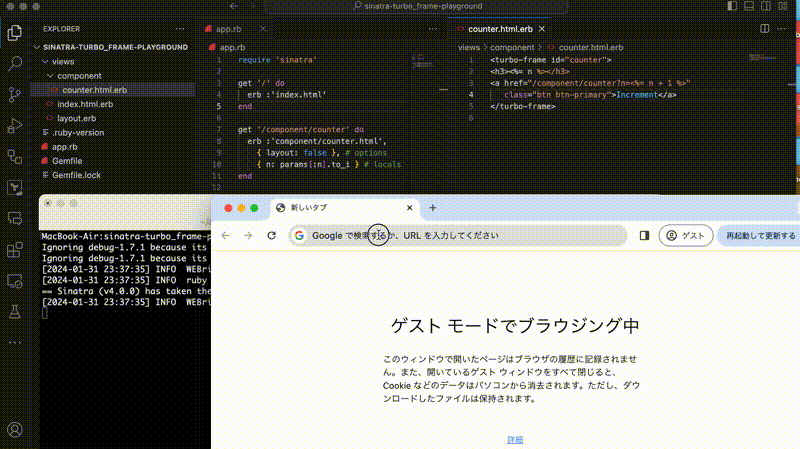 sinatra-turbo_frame-playground
EXPLORER
SINATRA-TURBO_FRAME-PLAYGROUND
views
component
counter.html.erb
index.html.erb
layout.erb
.ruby-version
app.rb
Gemfile
Gemfile.lock
app.rb
app.rb
1 require 'sinatra'
2
3 get '/' do
4 erb :'index.html'
5 end
6
7 get '/component/counter' do
8 erb :'component/counter.html',
9 { layout: false }, # options
10 { n: params[:n].to_i } # locals
11 end
12
counter.html.erb
views > component > counter.html.erb
1 <turbo-frame id="counter">
2 <h3><%= n %></h3>
3 <a href="/component/counter?n=<%= n + 1 %>"
4 class="btn btn-primary">Increment</a>
5 </turbo-frame>
6
MacBook-Air:sinatra-turbo_frame-p
Ignoring debug-1.7.1 because its
Ignoring debug-1.7.1 because its
[2024-01-31 23:37:35] INFO WEBri
[2024-01-31 23:37:35] INFO ruby
== Sinatra (v4.0.0) has taken the
[2024-01-31 23:37:35] INFO WEBri
新しいタブ
Google で検索するか、URL を入力してください
ゲスト
再起動して更新する
ゲスト モードでブラウジング中
このウィンドウで開いたページはブラウザの履歴に記録されませ
ん。また、開いているゲスト ウィンドウをすべて閉じると、
Cookie などのデータはパソコンから消去されます。ただし、ダウ
ンロードしたファイルは保持されます。
詳細